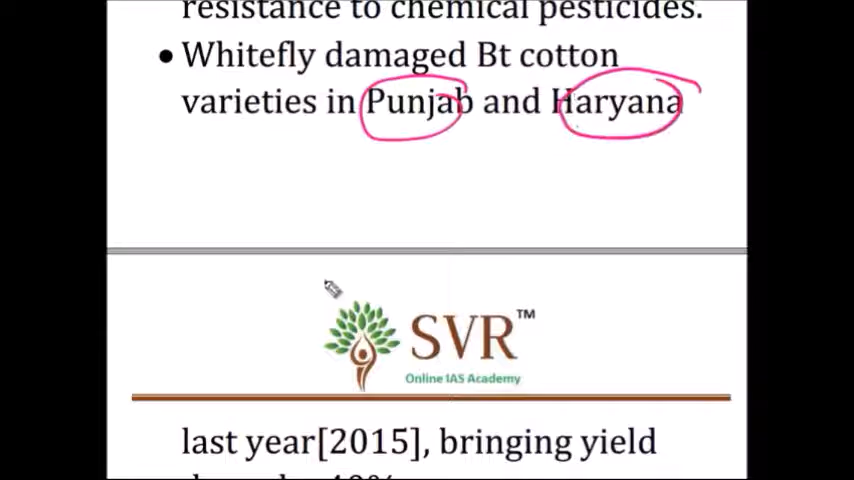 resistance to chemical pesticides.
• Whitefly damaged Bt cotton
varieties in Punjab and Haryana
SVR™
Online IAS Academy
last year[2015], bringing yield